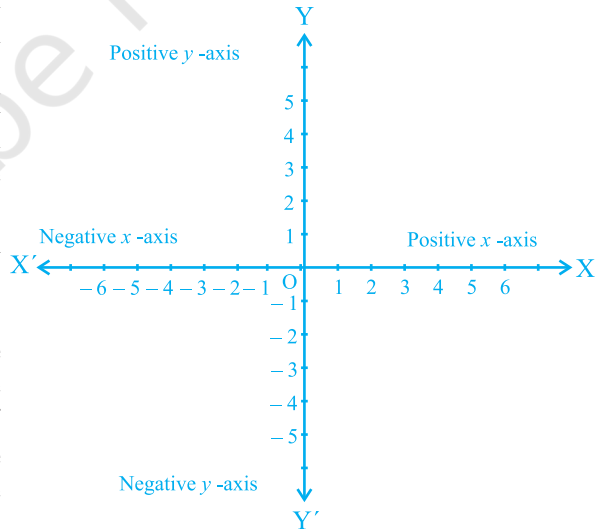 Y
Positive y -axis
5
4
3
2
1
Negative x -axis
Positive x -axis
X´
X
– 6 – 5 – 4 – 3 – 2 – 1 O 1 2 3 4 5 6
– 1
– 2
– 3
– 4
– 5
Negative y -axis
Y´